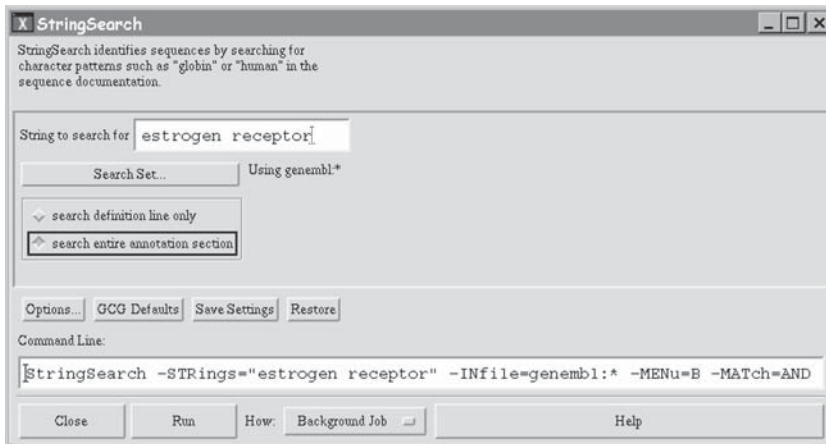 X StringSearch
StringSearch identifies sequences by searching for
character patterns such as "globin" or "human" in the
sequence documentation.
String to search for estrogen receptor
Search Set... Using genembl:*
search definition line only
search entire annotation section
Options... GCG Defaults Save Settings Restore
Command Line:
StringSearch -STRings="estrogen receptor" -INfile=genembl:* -MENu=B -MATch=AND
Close Run How: Background Job Help